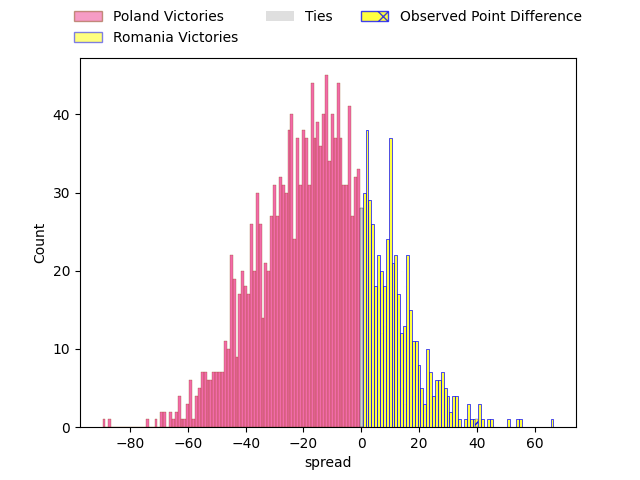 Poland Victories
Ties
Observed Point Difference
Romania Victories
40
30
20
10
0
Count
−80
−60
−40
−20
0
20
40
60
spread